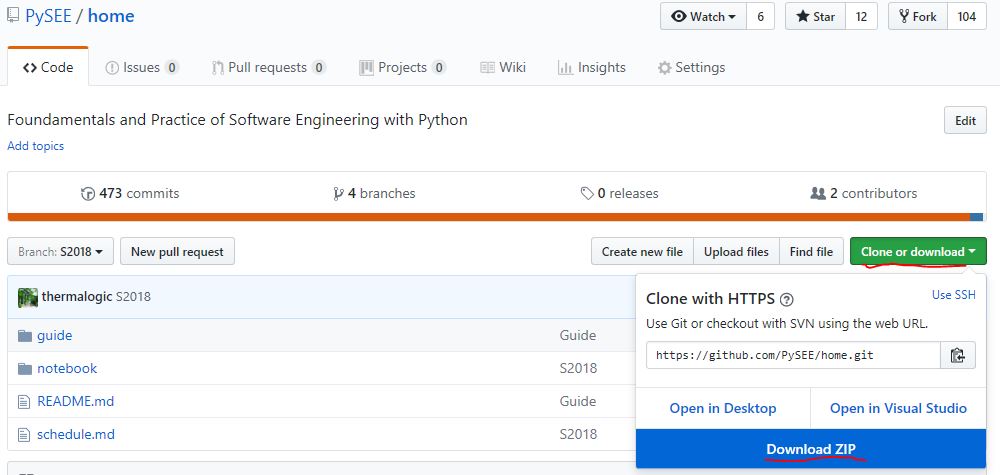 PySEE / home
Watch 6 Star 12 Fork 104
Code Issues 0 Pull requests 0 Projects 0 Wiki Insights Settings
Foundamentals and Practice of Software Engineering with Python
Edit
Add topics
473 commits 4 branches 0 releases 2 contributors
Branch: S2018 New pull request Create new file Upload files Find file Clone or download
thermalogic S2018
guide Guide
notebook S2018
README.md Guide
schedule.md S2018
Clone with HTTPS ? Use SSH
Use Git or checkout with SVN using the web URL.
https://github.com/PySEE/home.git
Open in Desktop Open in Visual Studio
Download ZIP